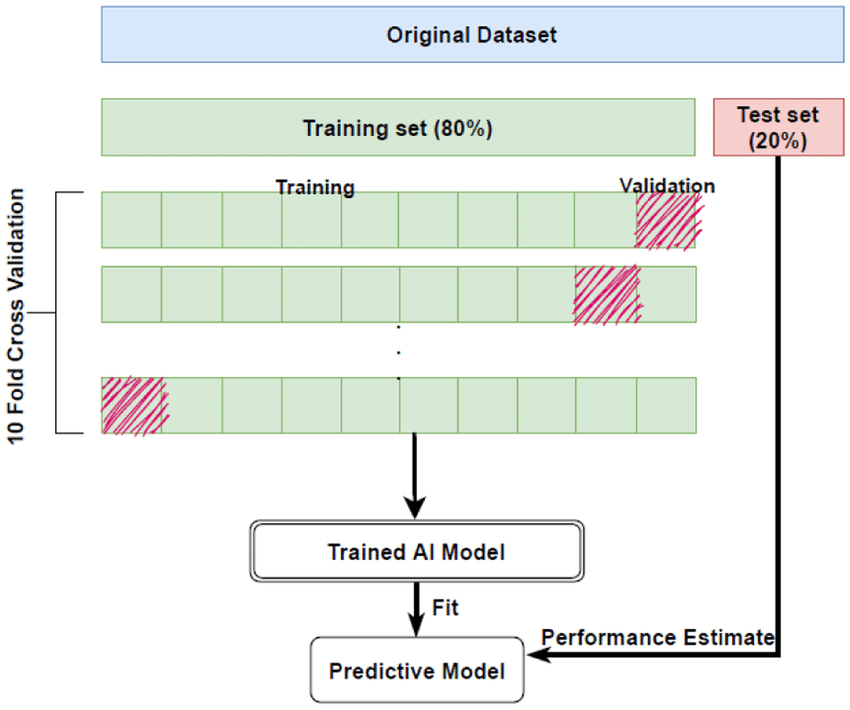 Original Dataset
Training set (80%)
Test set
(20%)
Training
Validation
10 Fold Cross Validation
Trained AI Model
Fit
Performance Estimate
Predictive Model